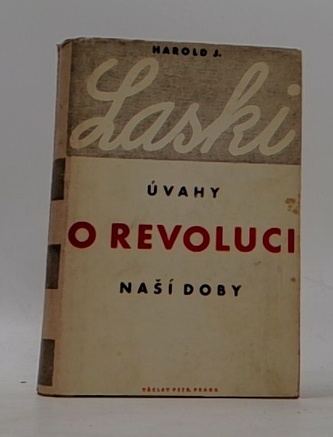 HAROLD J.
Laski
ÚVAHY
O REVOLUCI
NAŠÍ DOBY
VÁCLAV PETR, PRAHA